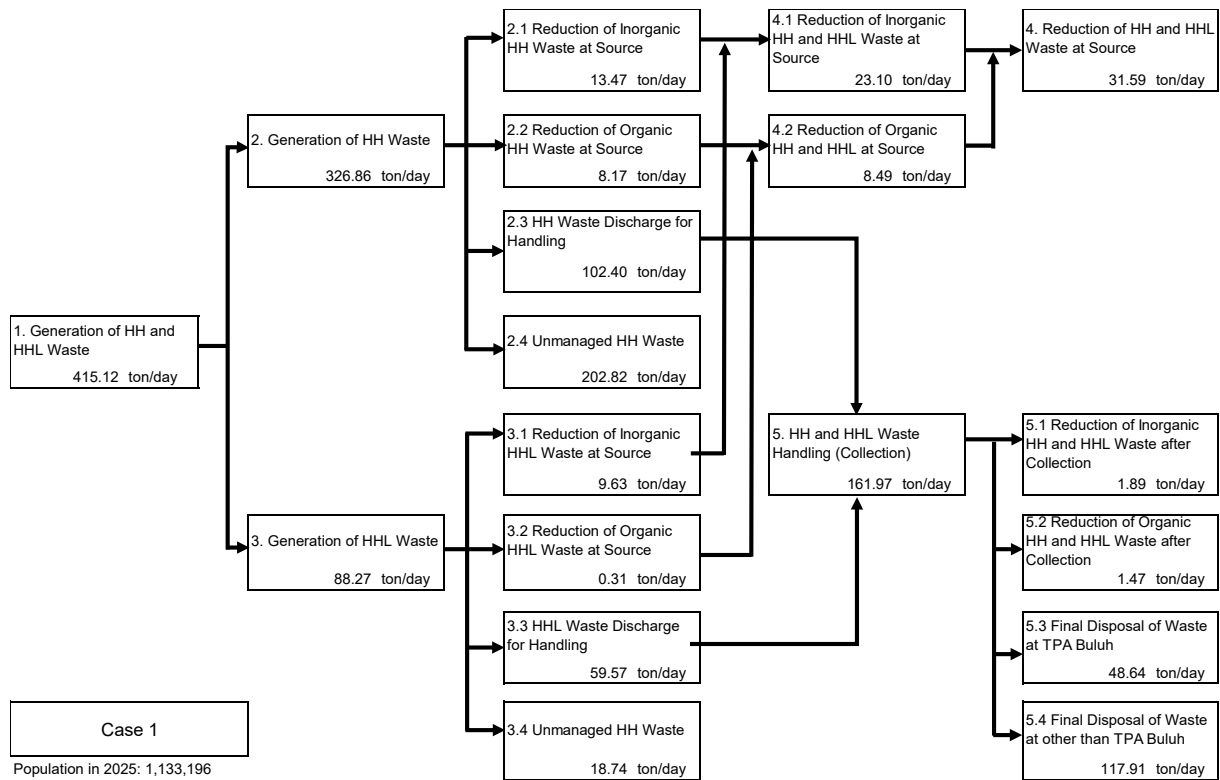 1. Generation of HH and
HHL Waste
415.12 ton/day
2. Generation of HH Waste
326.86 ton/day
3. Generation of HHL Waste
88.27 ton/day
2.1 Reduction of Inorganic
HH Waste at Source
13.47 ton/day
2.2 Reduction of Organic
HH Waste at Source
8.17 ton/day
2.3 HH Waste Discharge for
Handling
102.40 ton/day
2.4 Unmanaged HH Waste
202.82 ton/day
3.1 Reduction of Inorganic
HHL Waste at Source
9.63 ton/day
3.2 Reduction of Organic
HHL Waste at Source
0.31 ton/day
3.3 HHL Waste Discharge
for Handling
59.57 ton/day
3.4 Unmanaged HH Waste
18.74 ton/day
4.1 Reduction of Inorganic
HH and HHL Waste at
Source
23.10 ton/day
4.2 Reduction of Organic
HH and HHL at Source
8.49 ton/day
5. HH and HHL Waste
Handling (Collection)
161.97 ton/day
4. Reduction of HH and HHL
Waste at Source
31.59 ton/day
5.1 Reduction of Inorganic
HH and HHL Waste after
Collection
1.89 ton/day
5.2 Reduction of Organic
HH and HHL Waste after
Collection
1.47 ton/day
5.3 Final Disposal of Waste
at TPA Buluh
48.64 ton/day
5.4 Final Disposal of Waste
at other than TPA Buluh
117.91 ton/day
Case 1
Population in 2025: 1,133,196